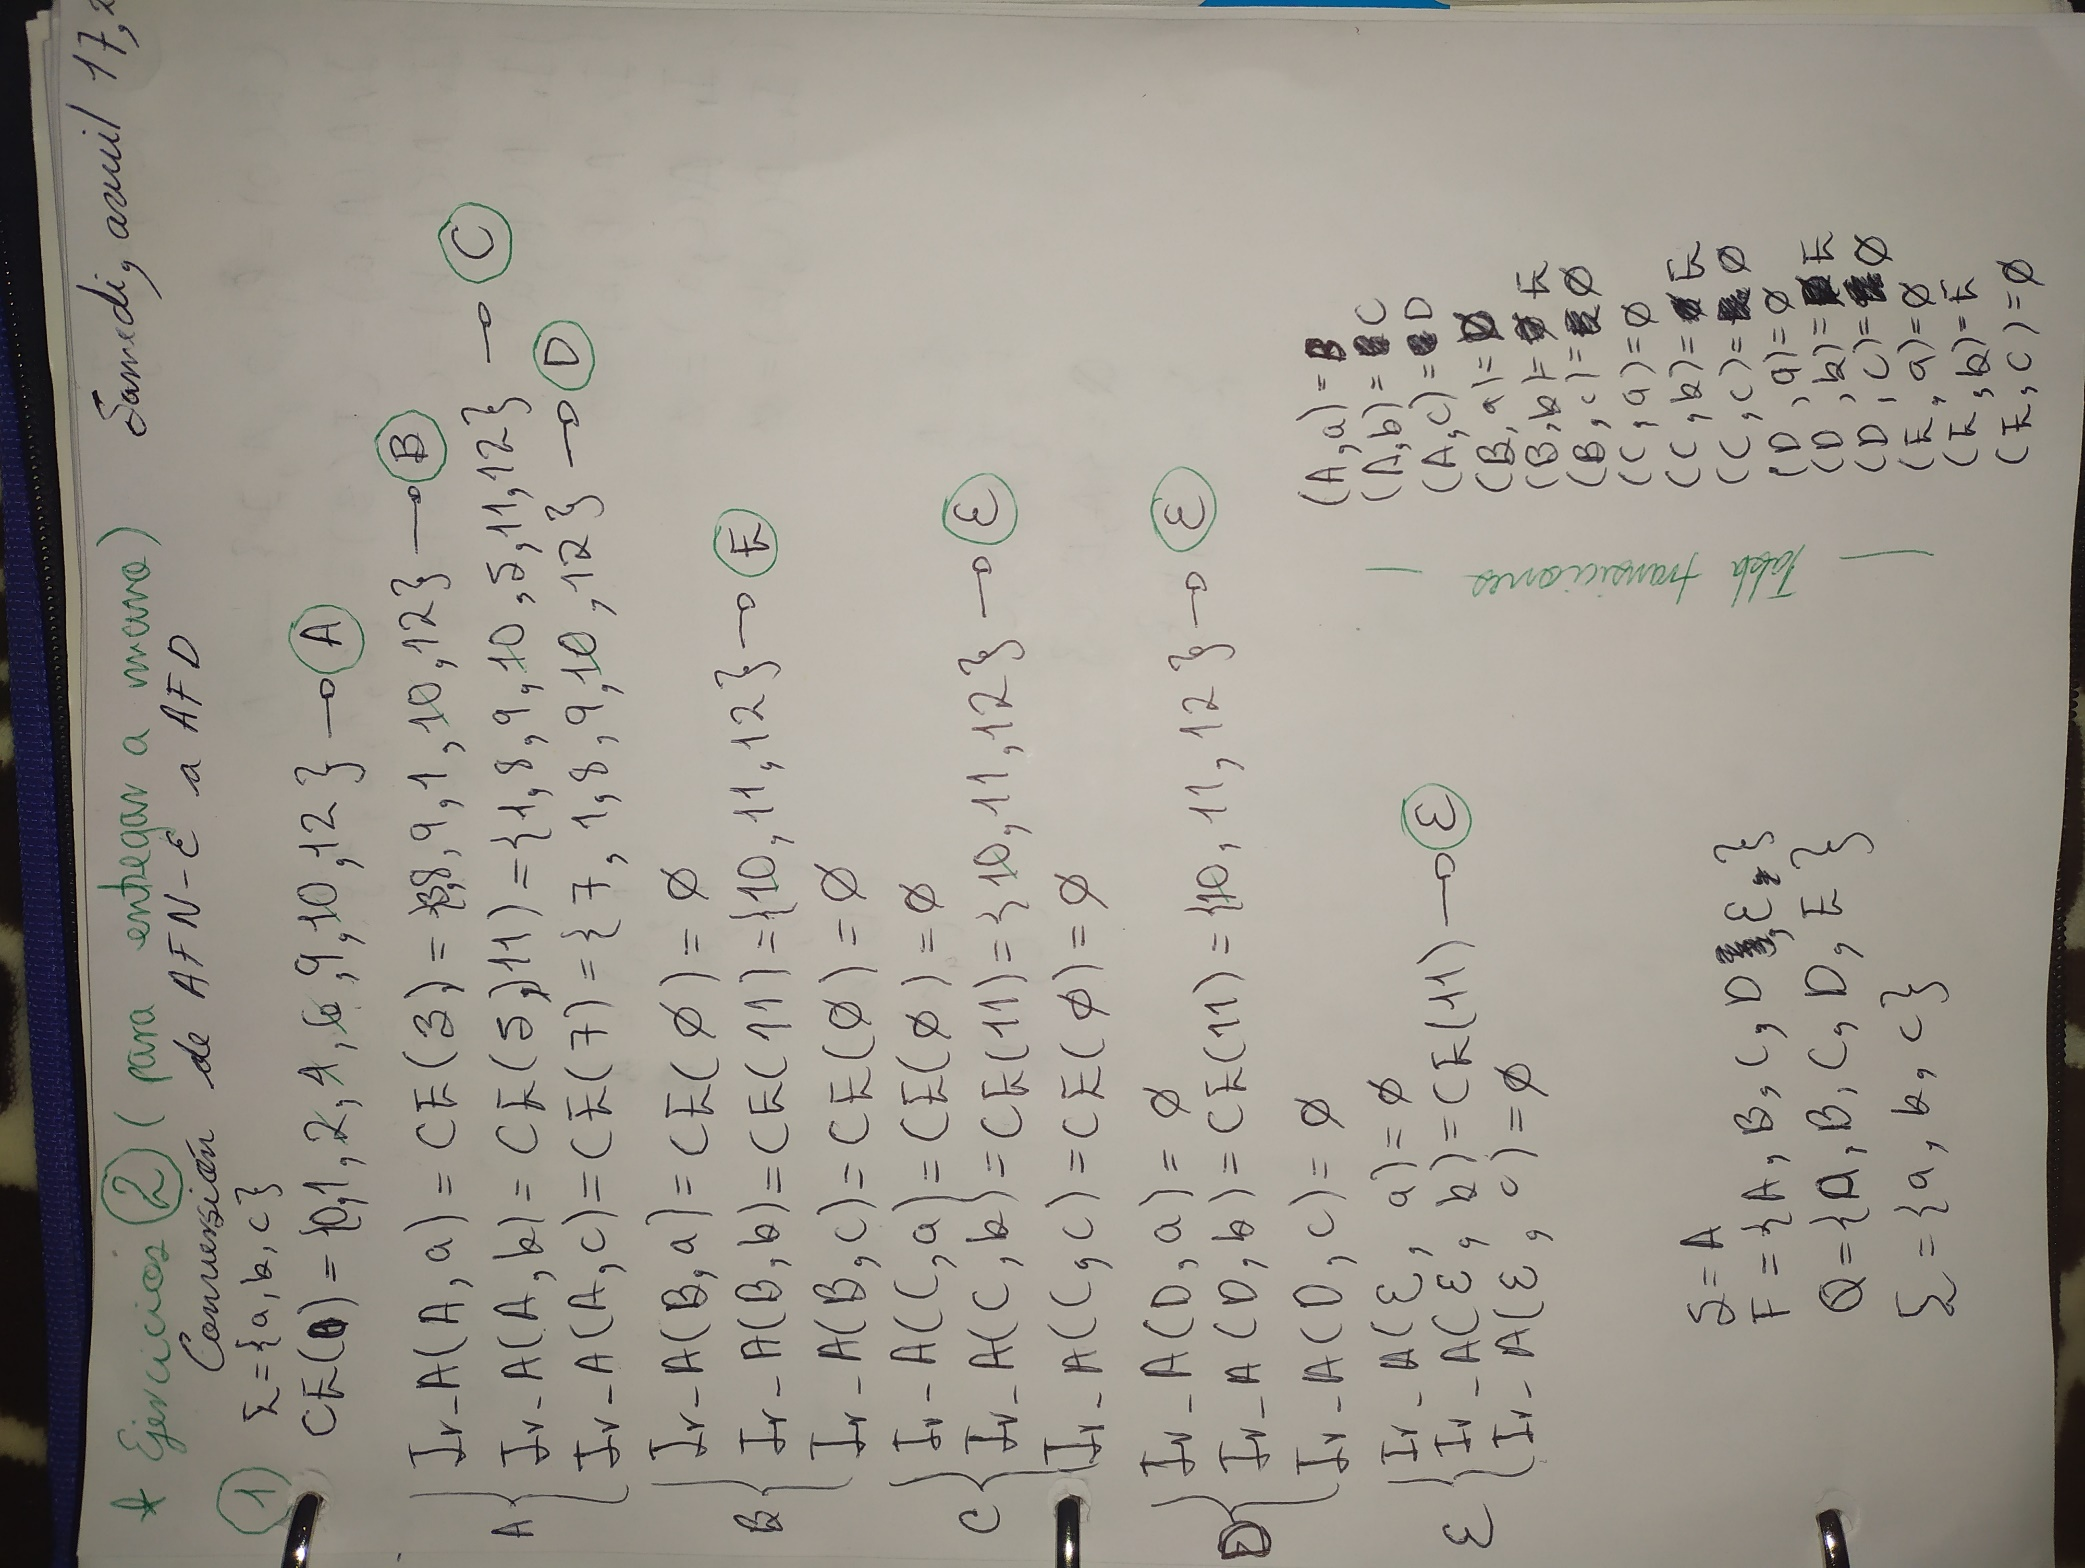 * Ejercicios 2 (para entregar a mano) Samedi, avril 17, 2
Conversión de AFN-ε a AFD
1) Σ={a,b,c}
CE(0)={0,1,2,4,6,9,10,12} → A
A { Ir_A(A,a)=CE(3)={3,8,9,1,10,12} → B
Ir_A(A,b)=CE(5,11)={1,8,9,10,5,11,12} → C
Ir_A(A,c)=CE(7)={7,1,8,9,10,12} → D
B { Ir_A(B,a)=CE(Ø)=Ø
Ir_A(B,b)=CE(11)={10,11,12} → E
Ir_A(B,c)=CE(Ø)=Ø
C { Ir_A(C,a)=CE(Ø)=Ø
Ir_A(C,b)=CE(11)={10,11,12} → E
Ir_A(C,c)=CE(Ø)=Ø
D { Ir_A(D,a)=Ø
Ir_A(D,b)=CE(11)={10,11,12} → E
Ir_A(D,c)=Ø
E { Ir_A(E,a)=Ø
Ir_A(E,b)=CE(11) → E
Ir_A(E,c)=Ø
S=A
F={A,B,C,D,E}
Q={A,B,C,D,E}
Σ={a,b,c}
— Tabla transiciones —
(A,a)=B
(A,b)=C
(A,c)=D
(B,a)=Ø
(B,b)=E
(B,c)=Ø
(C,a)=Ø
(C,b)=E
(C,c)=Ø
(D,a)=Ø
(D,b)=E
(D,c)=Ø
(E,a)=Ø
(E,b)=E
(E,c)=Ø